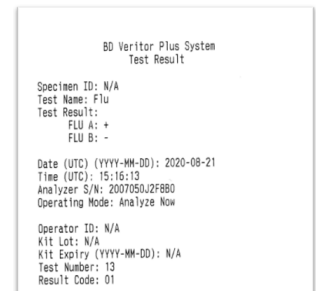 BD Veritor Plus System
Test Result
Specimen ID: N/A
Test Name: Flu
Test Result:
FLU A: +
FLU B: -
Date (UTC) (YYYY-MM-DD): 2020-08-21
Time (UTC): 15:16:13
Analyzer S/N: 2007050J2F8B0
Operating Mode: Analyze Now
Operator ID: N/A
Kit Lot: N/A
Kit Expiry (YYYY-MM-DD): N/A
Test Number: 13
Result Code: 01